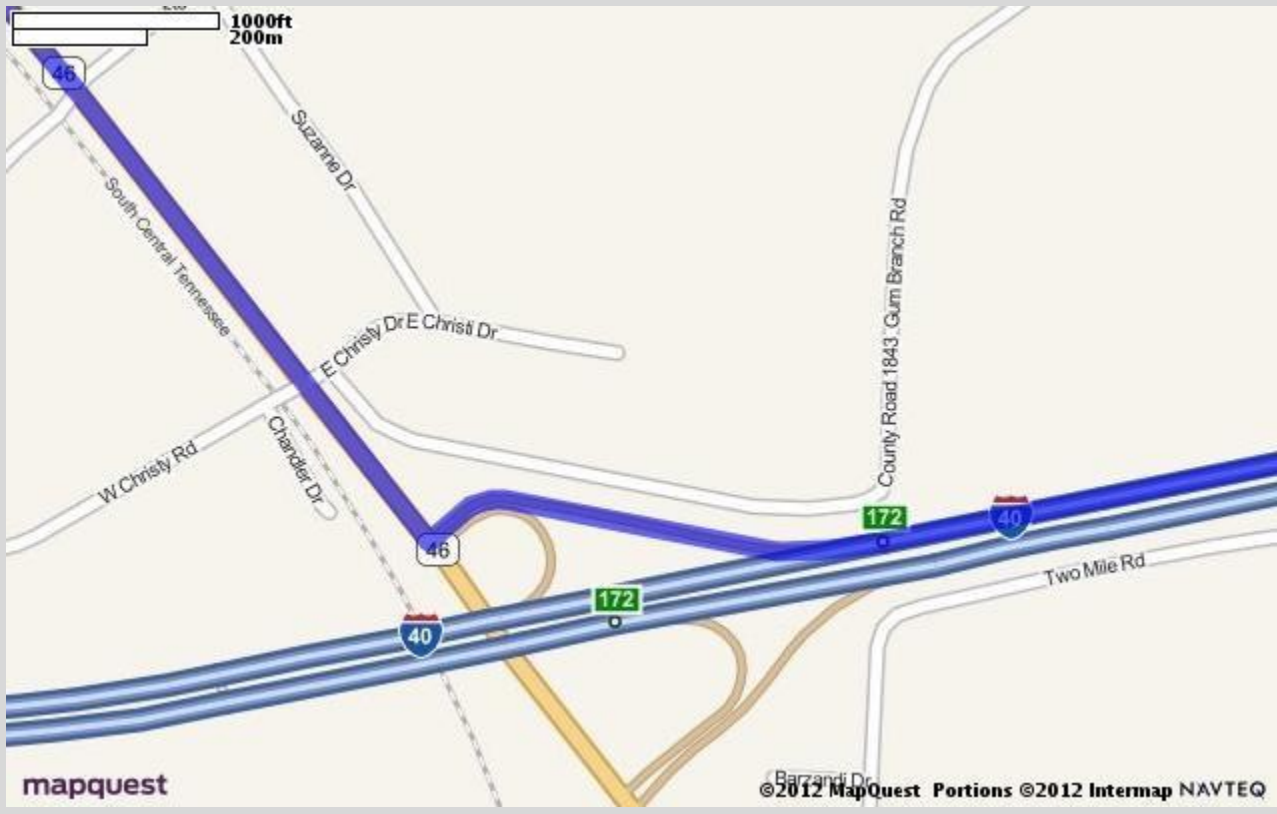 1000ft
200m
46
Suzanne Dr
South Central Tennessee
County Road 1843 Gum Branch Rd
E Christy Dr E Christi Dr
W Christy Rd
Chandler Dr
172
40
46
Two Mile Rd
172
40
Barzandi Dr
mapquest
©2012 MapQuest Portions ©2012 Intermap NAVTEQ